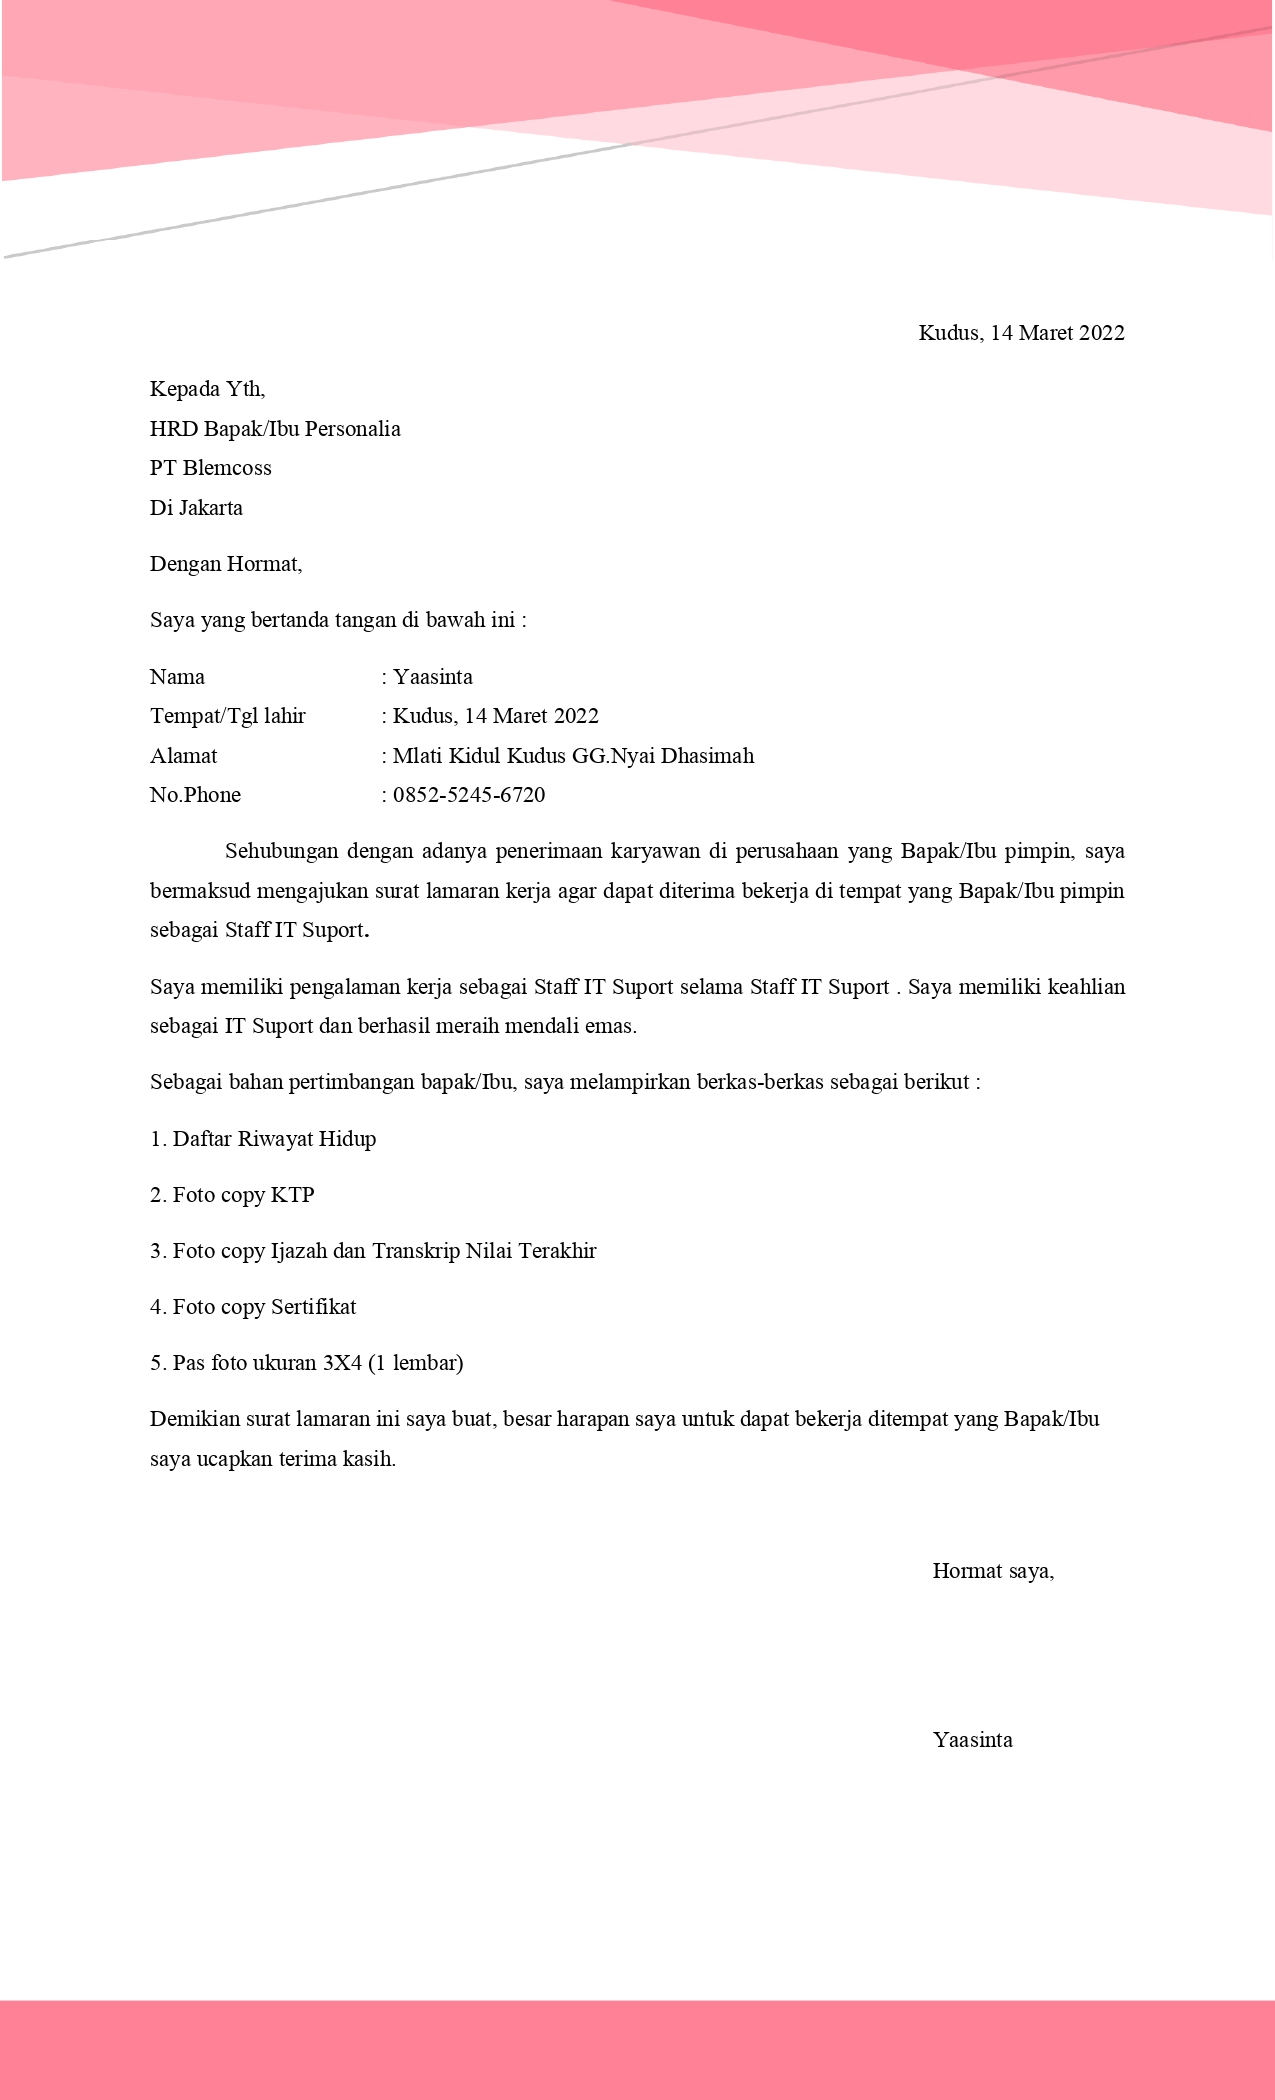 Kudus, 14 Maret 2022
Kepada Yth,
HRD Bapak/Ibu Personalia
PT Blemcoss
Di Jakarta
Dengan Hormat,
Saya yang bertanda tangan di bawah ini :
Nama : Yaasinta
Tempat/Tgl lahir : Kudus, 14 Maret 2022
Alamat : Mlati Kidul Kudus GG.Nyai Dhasimah
No.Phone : 0852-5245-6720
Sehubungan dengan adanya penerimaan karyawan di perusahaan yang Bapak/Ibu pimpin, saya
bermaksud mengajukan surat lamaran kerja agar dapat diterima bekerja di tempat yang Bapak/Ibu pimpin
sebagai Staff IT Suport.
Saya memiliki pengalaman kerja sebagai Staff IT Suport selama Staff IT Suport . Saya memiliki keahlian
sebagai IT Suport dan berhasil meraih mendali emas.
Sebagai bahan pertimbangan bapak/Ibu, saya melampirkan berkas-berkas sebagai berikut :
1. Daftar Riwayat Hidup
2. Foto copy KTP
3. Foto copy Ijazah dan Transkrip Nilai Terakhir
4. Foto copy Sertifikat
5. Pas foto ukuran 3X4 (1 lembar)
Demikian surat lamaran ini saya buat, besar harapan saya untuk dapat bekerja ditempat yang Bapak/Ibu
saya ucapkan terima kasih.
Hormat saya,
Yaasinta